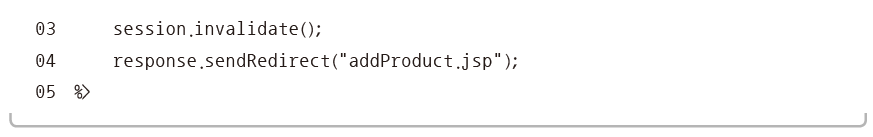 03 session.invalidate();
04 response.sendRedirect("addProduct.jsp");
05 %>